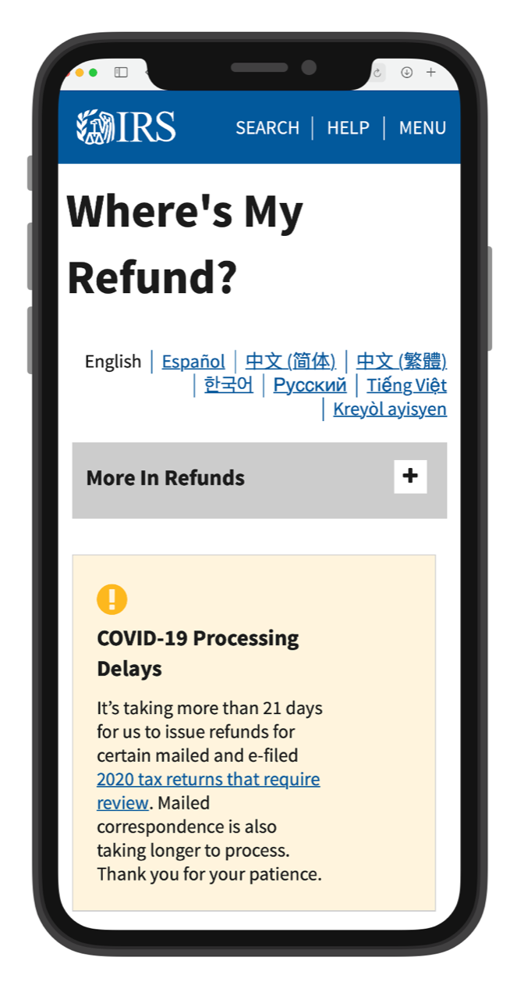 IRS
SEARCH | HELP | MENU
Where's My
Refund?
English | Español | 中文 (简体) | 中文 (繁體)
| 한국어 | Русский | Tiếng Việt
| Kreyòl ayisyen
More In Refunds
COVID-19 Processing
Delays
It’s taking more than 21 days
for us to issue refunds for
certain mailed and e-filed
2020 tax returns that require
review. Mailed
correspondence is also
taking longer to process.
Thank you for your patience.